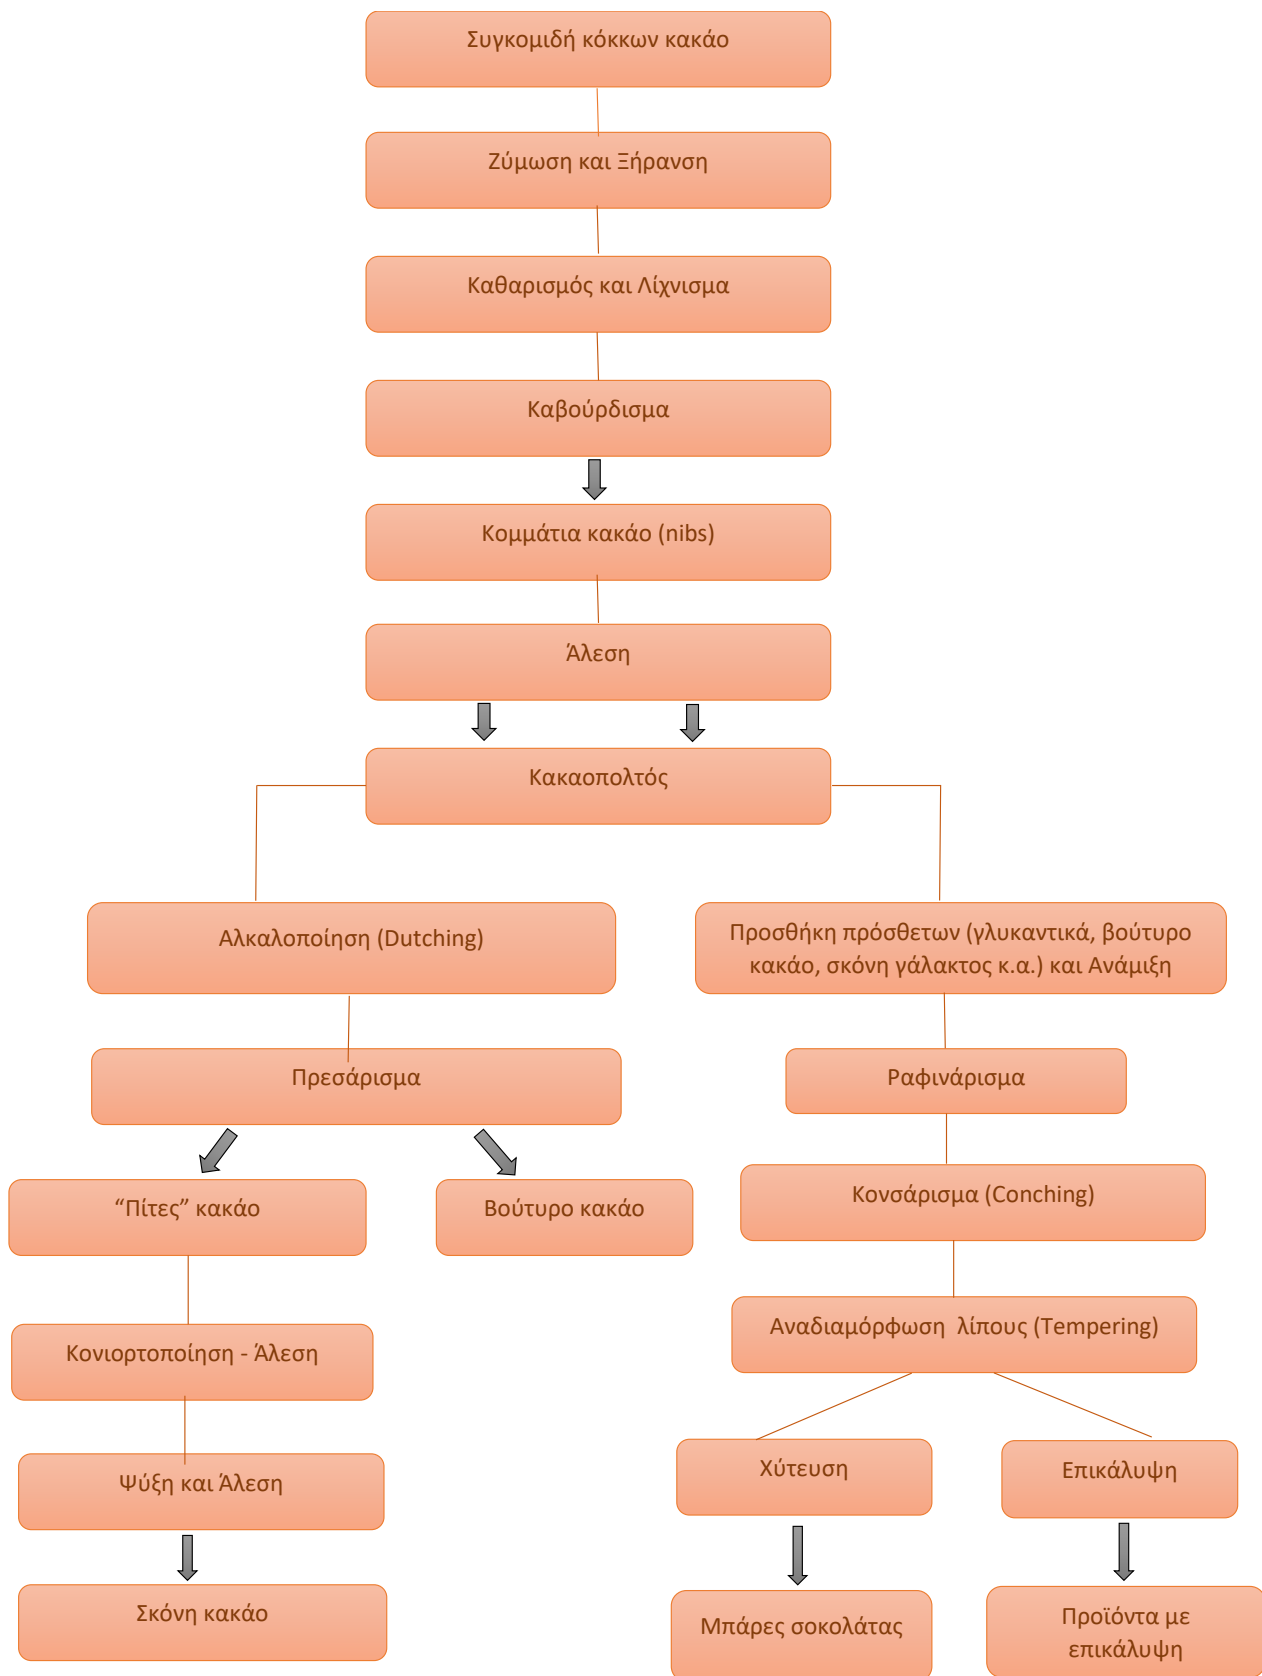 Συγκομιδή κόκκων κακάο
Ζύμωση και Ξήρανση
Καθαρισμός και Λίχνισμα
Καβούρδισμα
Κομμάτια κακάο (nibs)
Άλεση
Κακαοπολτός
Αλκαλοποίηση (Dutching)
Προσθήκη πρόσθετων (γλυκαντικά, βούτυρο
κακάο, σκόνη γάλακτος κ.α.) και Ανάμιξη
Πρεσάρισμα
Ραφινάρισμα
“Πίτες” κακάο
Βούτυρο κακάο
Κονσάρισμα (Conching)
Κονιορτοποίηση - Άλεση
Αναδιαμόρφωση λίπους (Tempering)
Ψύξη και Άλεση
Χύτευση
Επικάλυψη
Σκόνη κακάο
Μπάρες σοκολάτας
Προϊόντα με
επικάλυψη